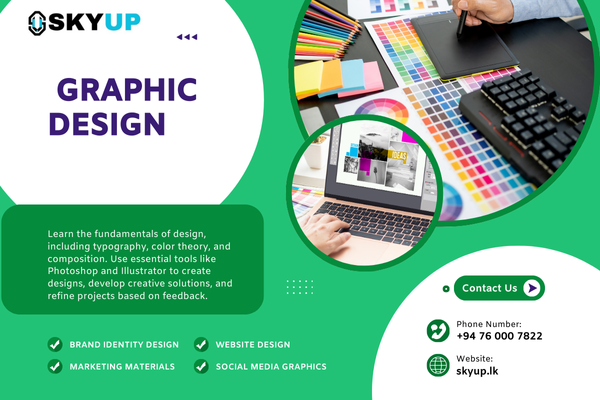 SKYUP
GRAPHIC
DESIGN
IDEAS
Learn the fundamentals of design,
including typography, color theory, and
composition. Use essential tools like
Photoshop and Illustrator to create
designs, develop creative solutions, and
refine projects based on feedback.
BRAND IDENTITY DESIGN
WEBSITE DESIGN
MARKETING MATERIALS
SOCIAL MEDIA GRAPHICS
Contact Us
Phone Number:
+94 76 000 7822
Website:
skyup.lk